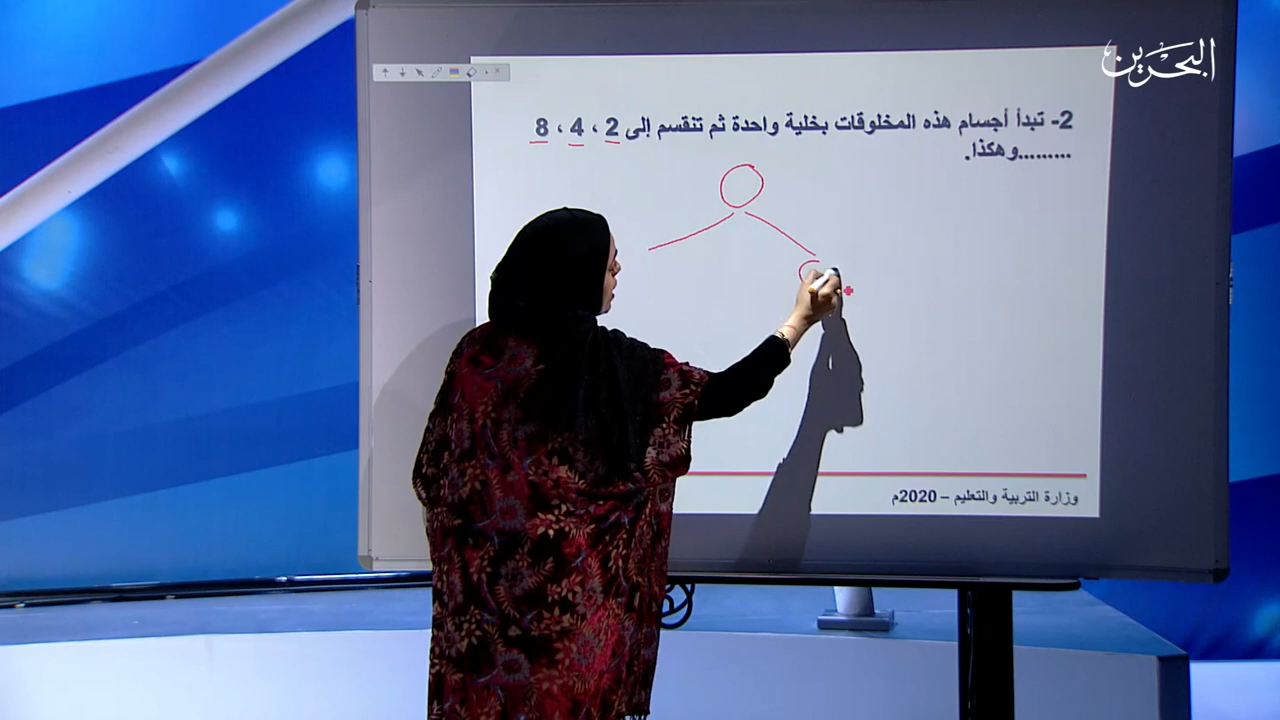 البحرين
2- تبدأ أجسام هذه المخلوقات بخلية واحدة ثم تنقسم إلى 2 ، 4 ، 8
.........وهكذا.
وزارة التربية والتعليم – 2020م